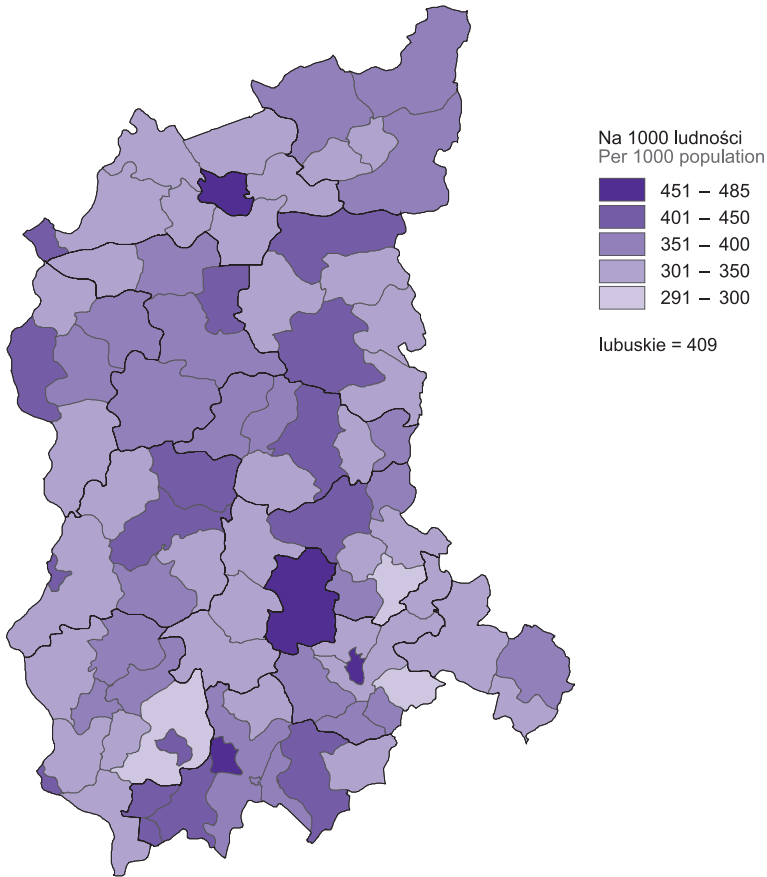 Na 1000 ludności
Per 1000 population
451 – 485
401 – 450
351 – 400
301 – 350
291 – 300
lubuskie = 409